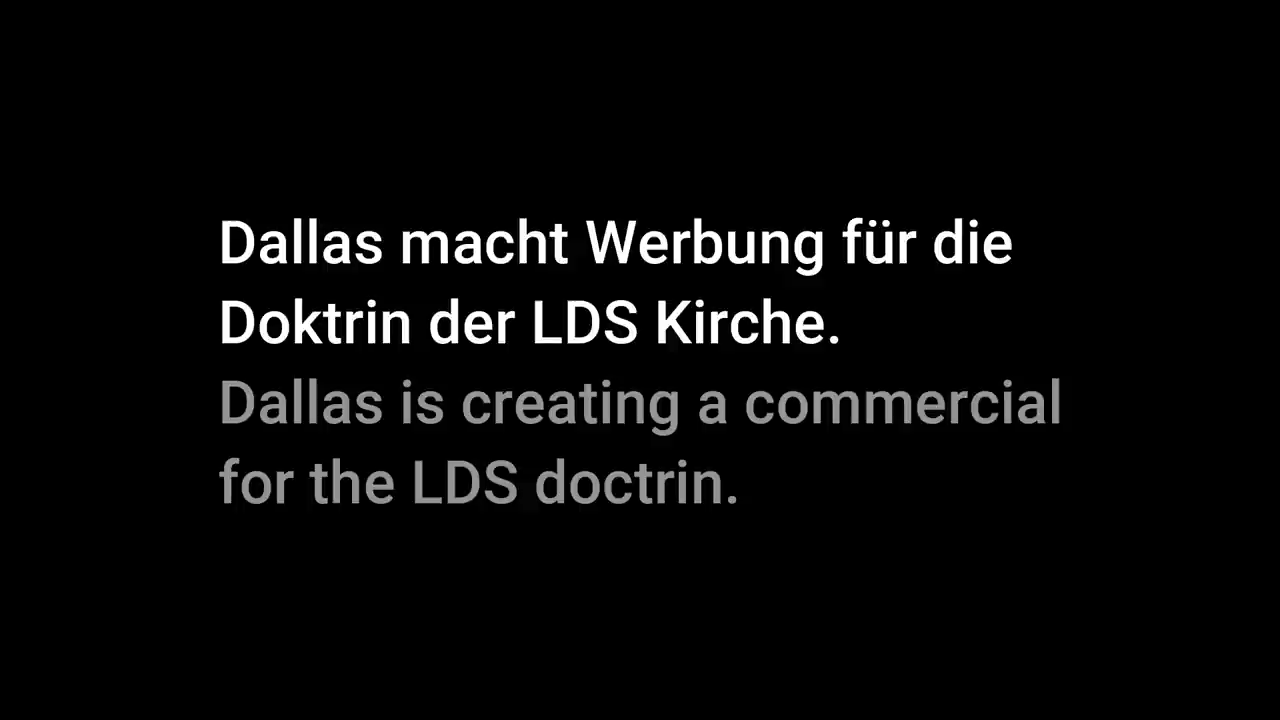 Dallas macht Werbung für die
Doktrin der LDS Kirche.
Dallas is creating a commercial
for the LDS doctrin.